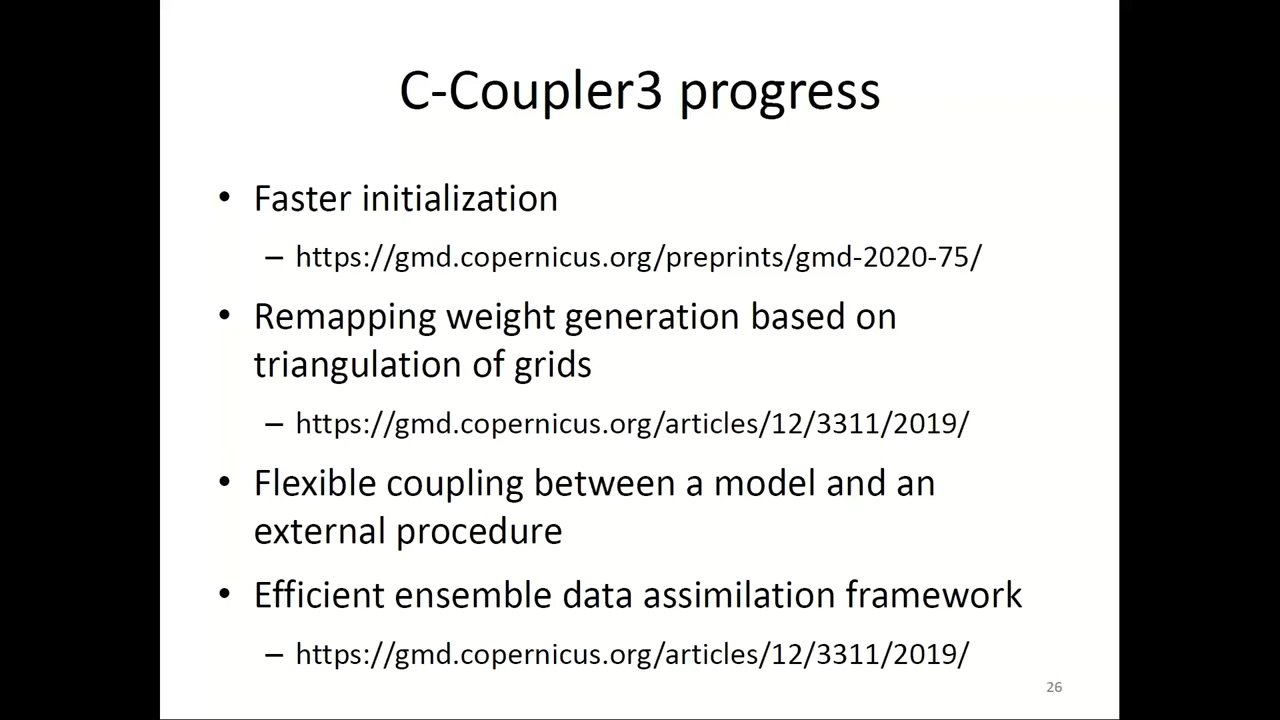 C-Coupler3 progress
• Faster initialization
– https://gmd.copernicus.org/preprints/gmd-2020-75/
• Remapping weight generation based on
triangulation of grids
– https://gmd.copernicus.org/articles/12/3311/2019/
• Flexible coupling between a model and an
external procedure
• Efficient ensemble data assimilation framework
– https://gmd.copernicus.org/articles/12/3311/2019/
26